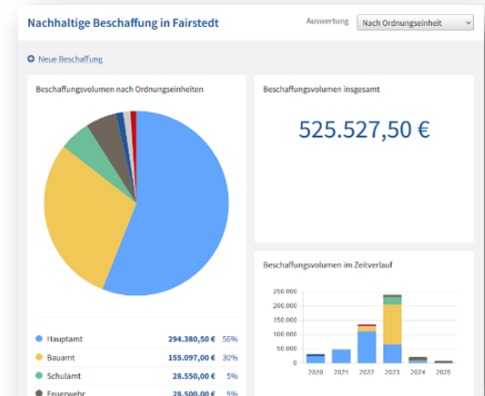 Nachhaltige Beschaffung in Fairstedt
Auswertung Nach Ordnungseinheit
Neue Beschaffung
Beschaffungsvolumen nach Ordnungseinheiten
Hauptamt 294.380,50 € 56%
Bauamt 155.097,00 € 30%
Schulamt 28.550,00 € 5%
Feuerwehr 28.500,00 € 5%
Beschaffungsvolumen insgesamt
525.527,50 €
Beschaffungsvolumen im Zeitverlauf
250.000
200.000
150.000
100.000
50.000
0
2020 2021 2022 2023 2024 2025